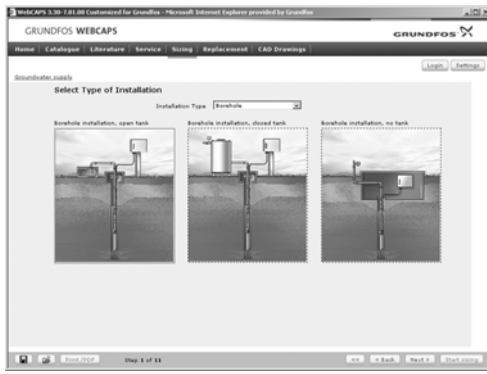 WebCAPS 3.30-7.01.00 Customized for Grundfos - Microsoft Internet Explorer provided by Grundfos
GRUNDFOS WEBCAPS
GRUNDFOS
Home Catalogue Literature Service Sizing Replacement CAD Drawings
Login Settings
Groundwater supply
Select Type of Installation
Installation Type Borehole
Borehole installation, open tank
Borehole installation, closed tank
Borehole installation, no tank
Print/PDF Step 1 of 11 << < Back Next > Start sizing